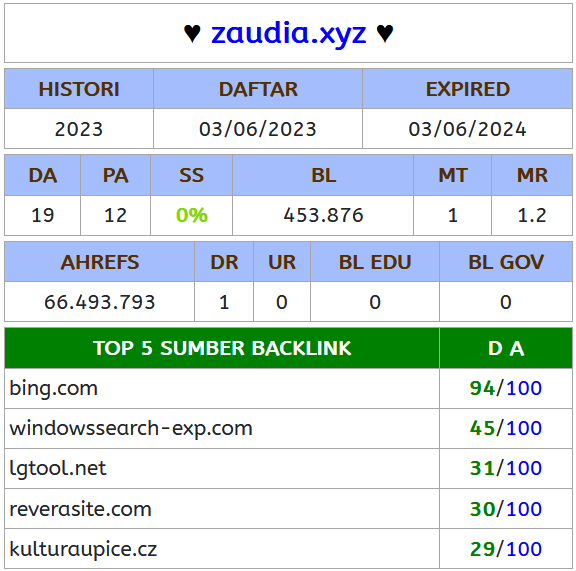 ♥ zaudia.xyz ♥
HISTORI DAFTAR EXPIRED
2023 03/06/2023 03/06/2024
DA PA SS BL MT MR
19 12 0% 453.876 1 1.2
AHREFS DR UR BL EDU BL GOV
66.493.793 1 0 0 0
TOP 5 SUMBER BACKLINK D A
bing.com 94/100
windowssearch-exp.com 45/100
lgtool.net 31/100
reverasite.com 30/100
kulturaupice.cz 29/100